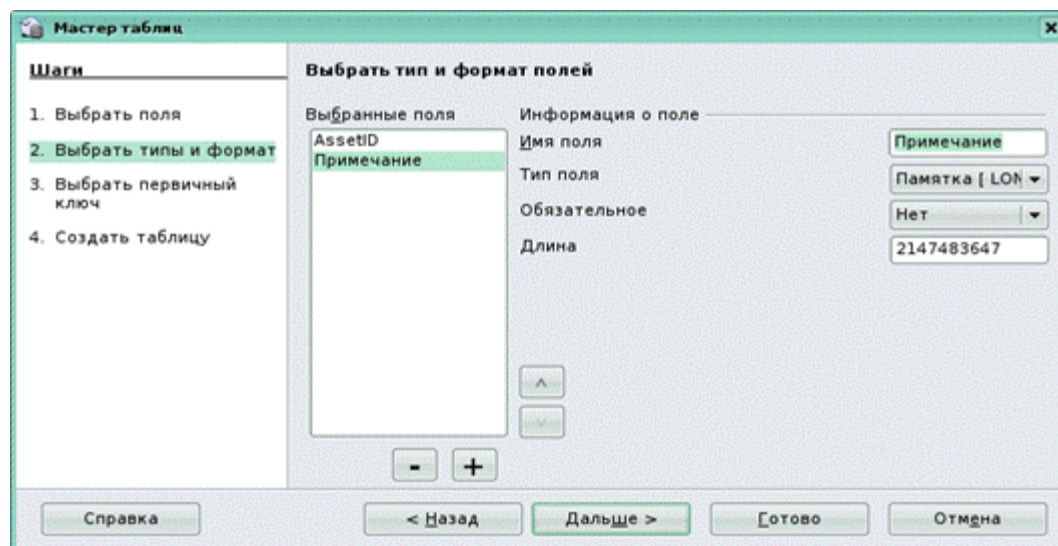 Мастер таблиц
Шаги
1. Выбрать поля
2. Выбрать типы и формат
3. Выбрать первичный
ключ
4. Создать таблицу
Выбрать тип и формат полей
Выбранные поля
AssetID
Примечание
Информация о поле
Имя поля
Примечание
Тип поля
Памятка [ LON
Обязательное
Нет
Длина
2147483647
- +
Справка
< Назад
Дальше >
Готово
Отмена